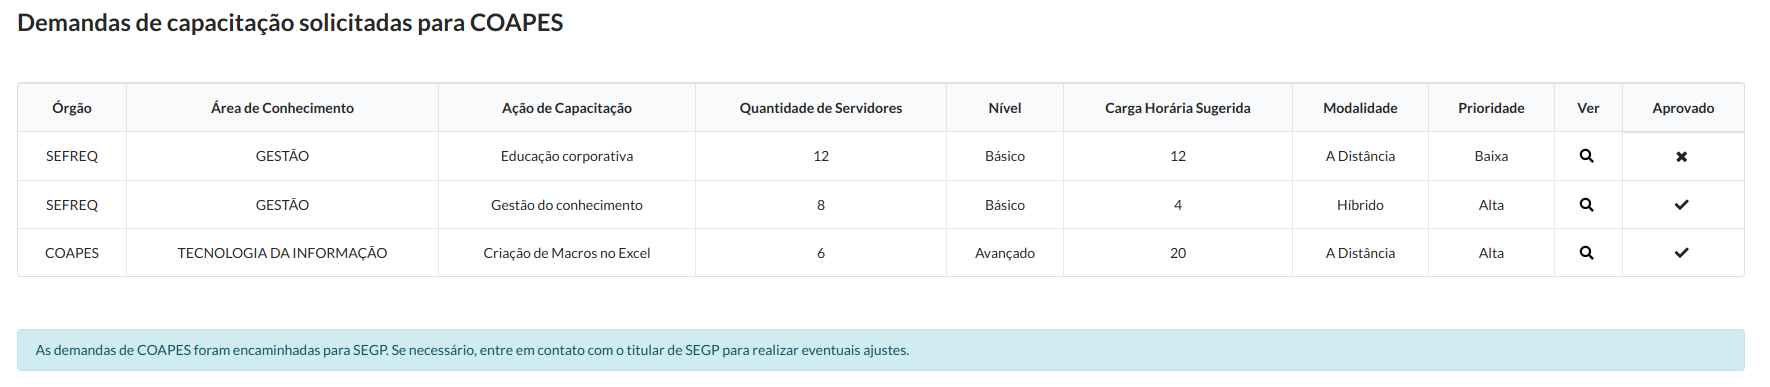 Demandas de capacitação solicitadas para COAPES
Órgão Área de Conhecimento Ação de Capacitação Quantidade de Servidores Nível Carga Horária Sugerida Modalidade Prioridade Ver Aprovado
SEFREQ GESTÃO Educação corporativa 12 Básico 12 A Distância Baixa
SEFREQ GESTÃO Gestão do conhecimento 8 Básico 4 Híbrido Alta
COAPES TECNOLOGIA DA INFORMAÇÃO Criação de Macros no Excel 6 Avançado 20 A Distância Alta
As demandas de COAPES foram encaminhadas para SEGP. Se necessário, entre em contato com o titular de SEGP para realizar eventuais ajustes.